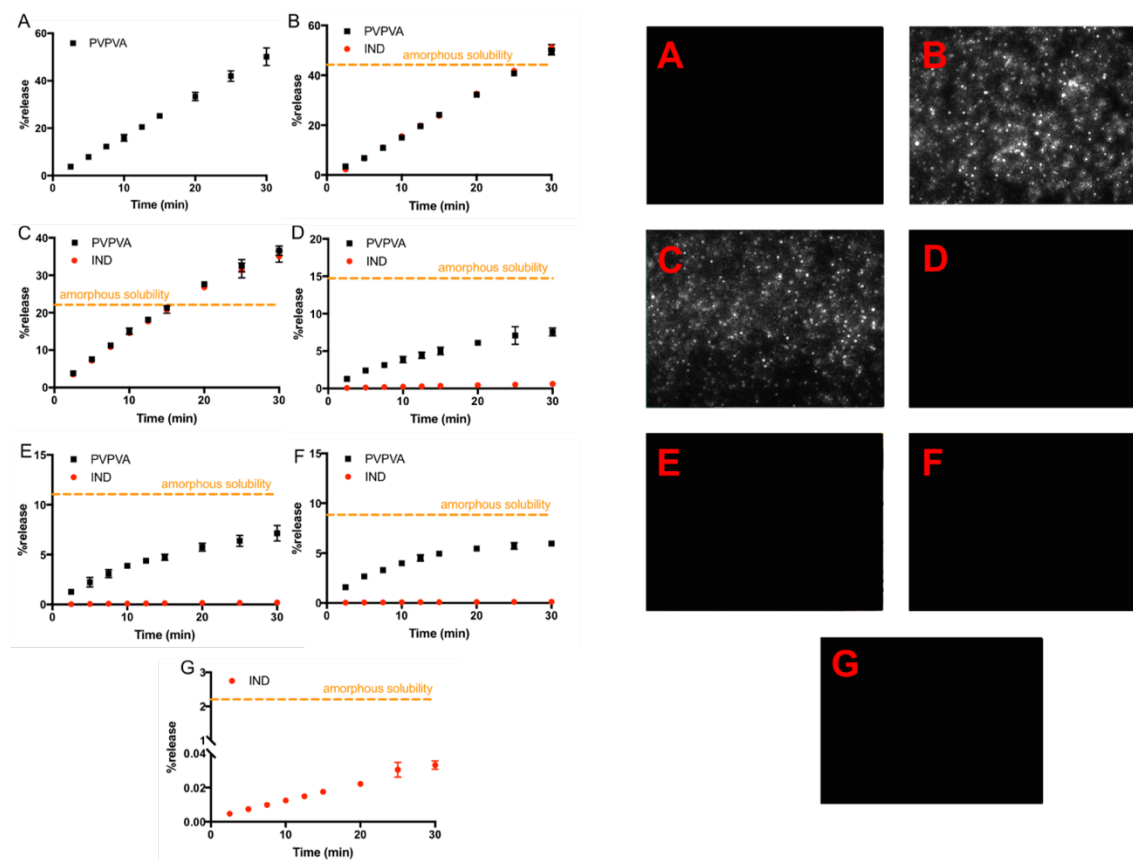 A
PVPVA
60
40
20
0
%release
0
10
20
30
Time (min)
B
PVPVA
IND
amorphous solubility
60
40
20
0
%release
0
10
20
30
Time (min)
C
PVPVA
IND
amorphous solubility
40
30
20
10
0
%release
0
10
20
30
Time (min)
D
PVPVA
IND
amorphous solubility
20
15
10
5
0
%release
0
10
20
30
Time (min)
E
PVPVA
IND
amorphous solubility
15
10
5
0
%release
0
10
20
30
Time (min)
F
PVPVA
IND
amorphous solubility
15
10
5
0
%release
0
10
20
30
Time (min)
G
IND
amorphous solubility
3
2
1
0.04
0.02
0.00
%release
0
10
20
30
Time (min)
A
B
C
D
E
F
G